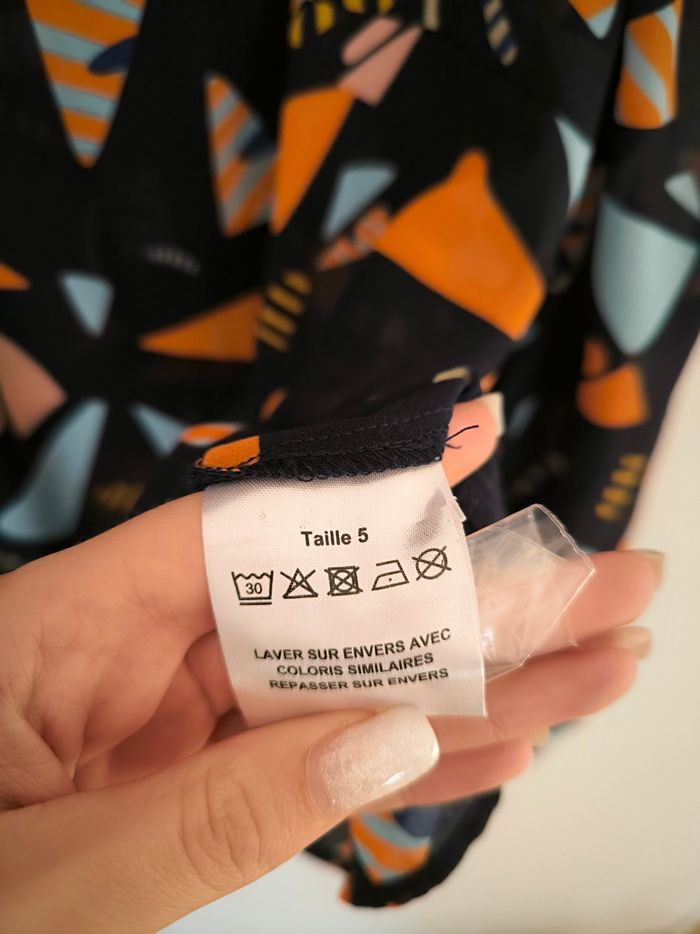 Taille 5
30
LAVER SUR ENVERS AVEC
COLORIS SIMILAIRES
REPASSER SUR ENVERS